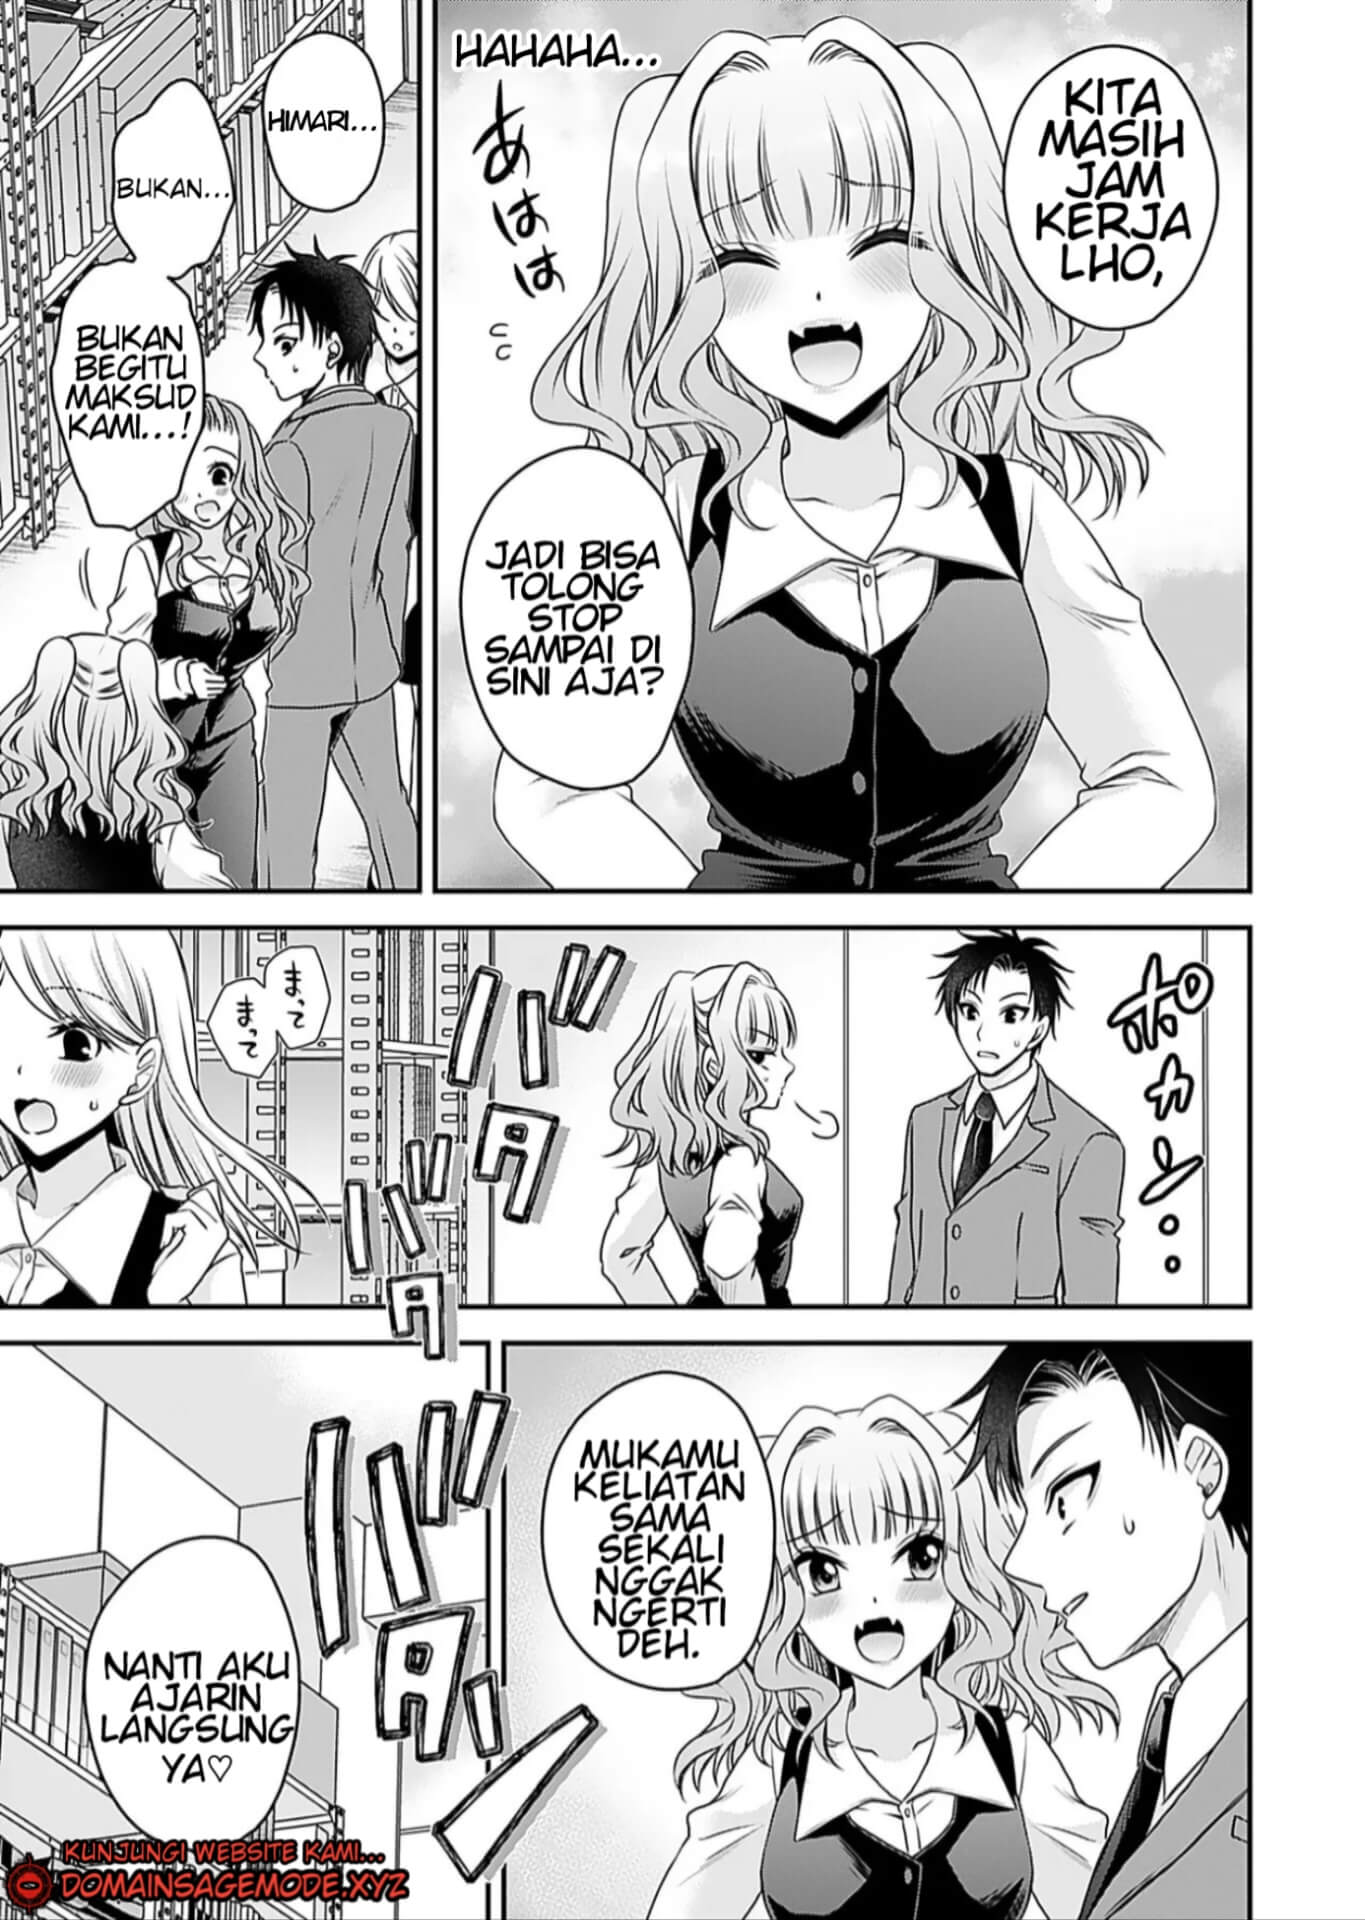 HAHAHA...
あはは
KITA
MASIH
JAM
KERJA
LHO,
JADI BISA
TOLONG
STOP
SAMPAI DI
SINI AJA?
HIMARI...
BUKAN...
BUKAN
BEGITU
MAKSUD
KAMI...!
ポカン...
バタ
バタ
まって
まって
MUKAMU
KELIATAN
SAMA
SEKALI
NGGAK
NGERTI
DEH.
バタン
NANTI AKU
AJARIN
LANGSUNG
YA♡
KUNJUNGI WEBSITE KAMI...
DOMAINSAGEMODE.XYZ